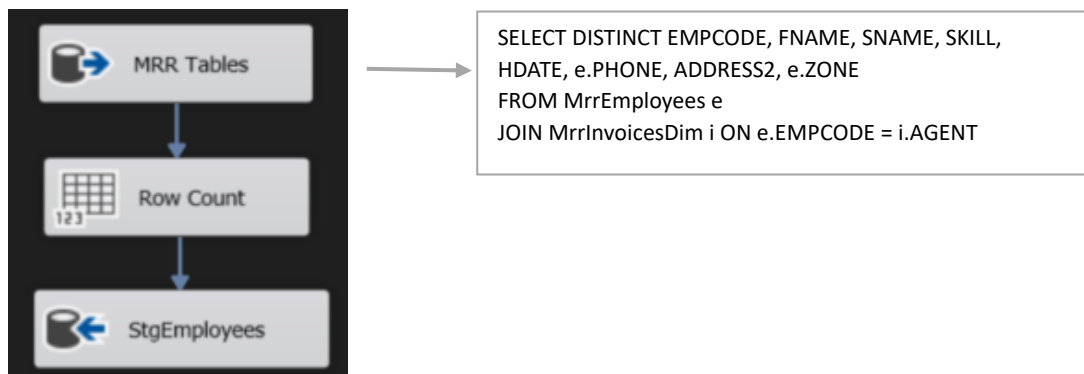 MRR Tables
SELECT DISTINCT EMPCODE, FNAME, SNAME, SKILL,
HDATE, e.PHONE, ADDRESS2, e.ZONE
FROM MrrEmployees e
JOIN MrrInvoicesDim i ON e.EMPCODE = i.AGENT
123
Row Count
StgEmployees